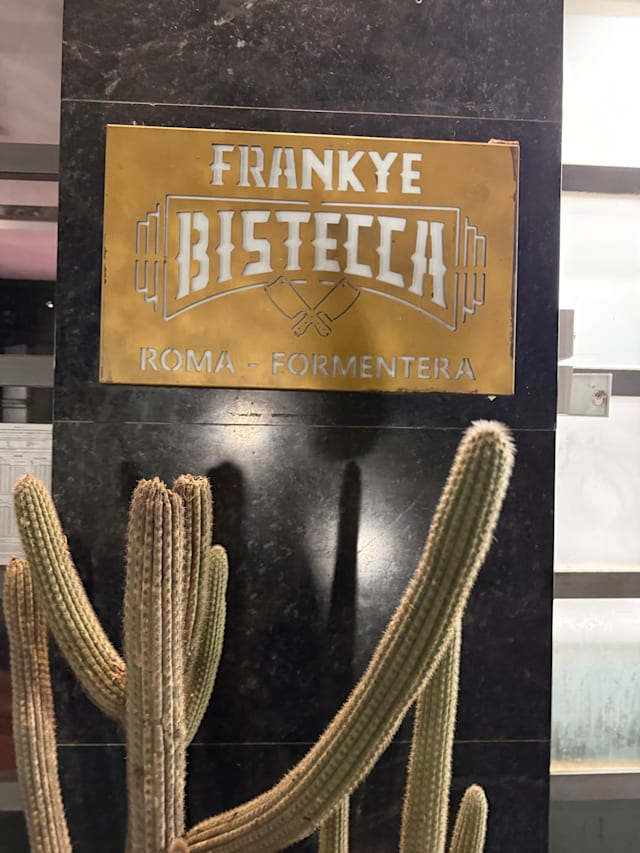 FRANKYE
BISTECCA
ROMA - FORMENTERA